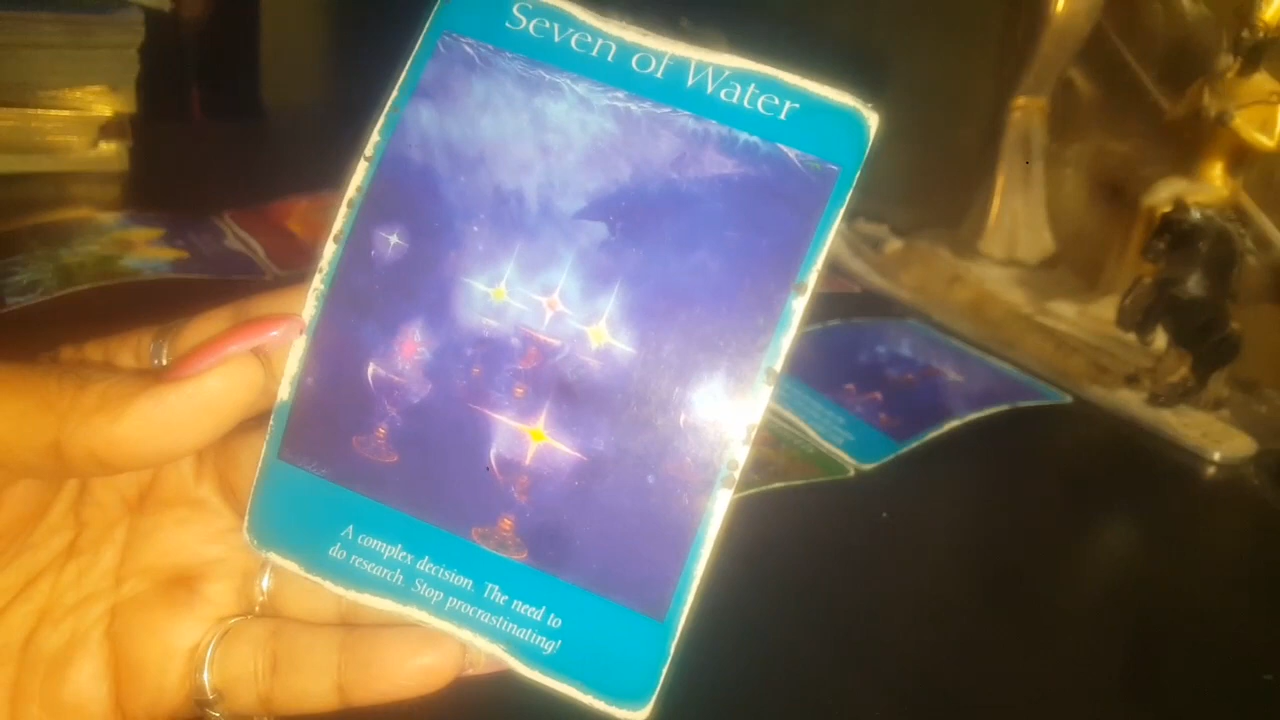 Seven of Water
A complex decision. The need to
do research. Stop procrastinating!